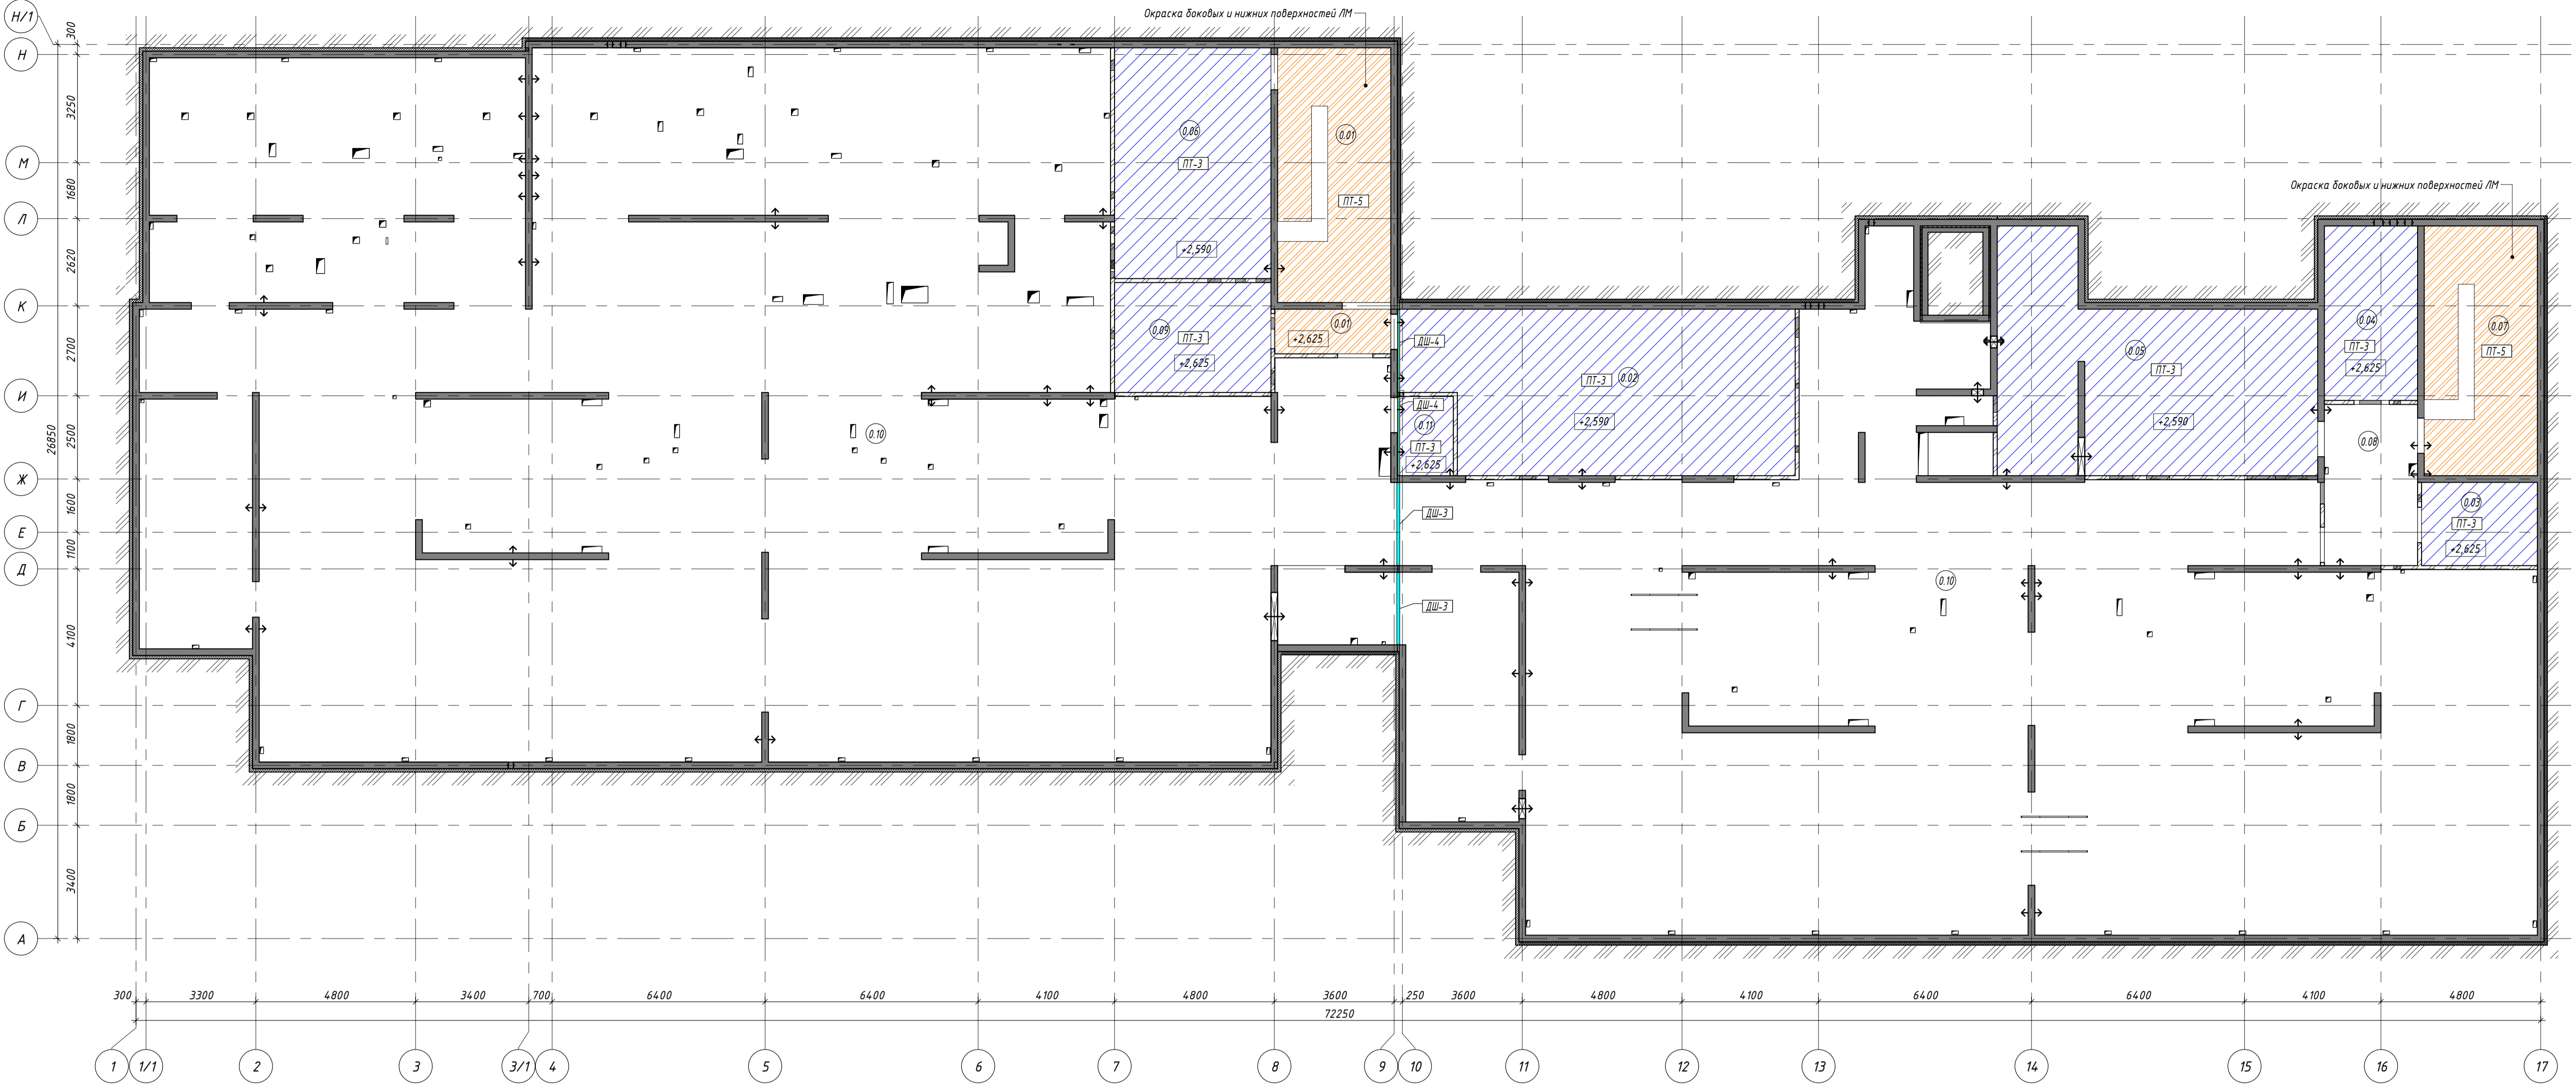 Н/1
Н
М
Л
К
И
Ж
Е
Д
Г
В
Б
А
300
3250
1680
2620
2700
2500
1600
1100
4100
1800
1800
3400
26850
Окраска боковых и нижних поверхностей ЛМ
Окраска боковых и нижних поверхностей ЛМ
0.06
ПТ-3
+2,590
0.01
ПТ-5
0.09
ПТ-3
+2,625
0.01
+2,625
ДШ-4
ДШ-4
0.11
ПТ-3
+2,625
ПТ-3
0.02
+2,590
0.05
ПТ-3
+2,590
0.04
ПТ-3
+2,625
0.07
ПТ-5
0.08
0.03
ПТ-3
+2,625
0.10
0.10
ДШ-3
ДШ-3
300
3300
4800
3400
700
6400
6400
4100
4800
3600
250
3600
4800
4100
6400
6400
4100
4800
72250
1
1/1
2
3
3/1
4
5
6
7
8
9
10
11
12
13
14
15
16
17